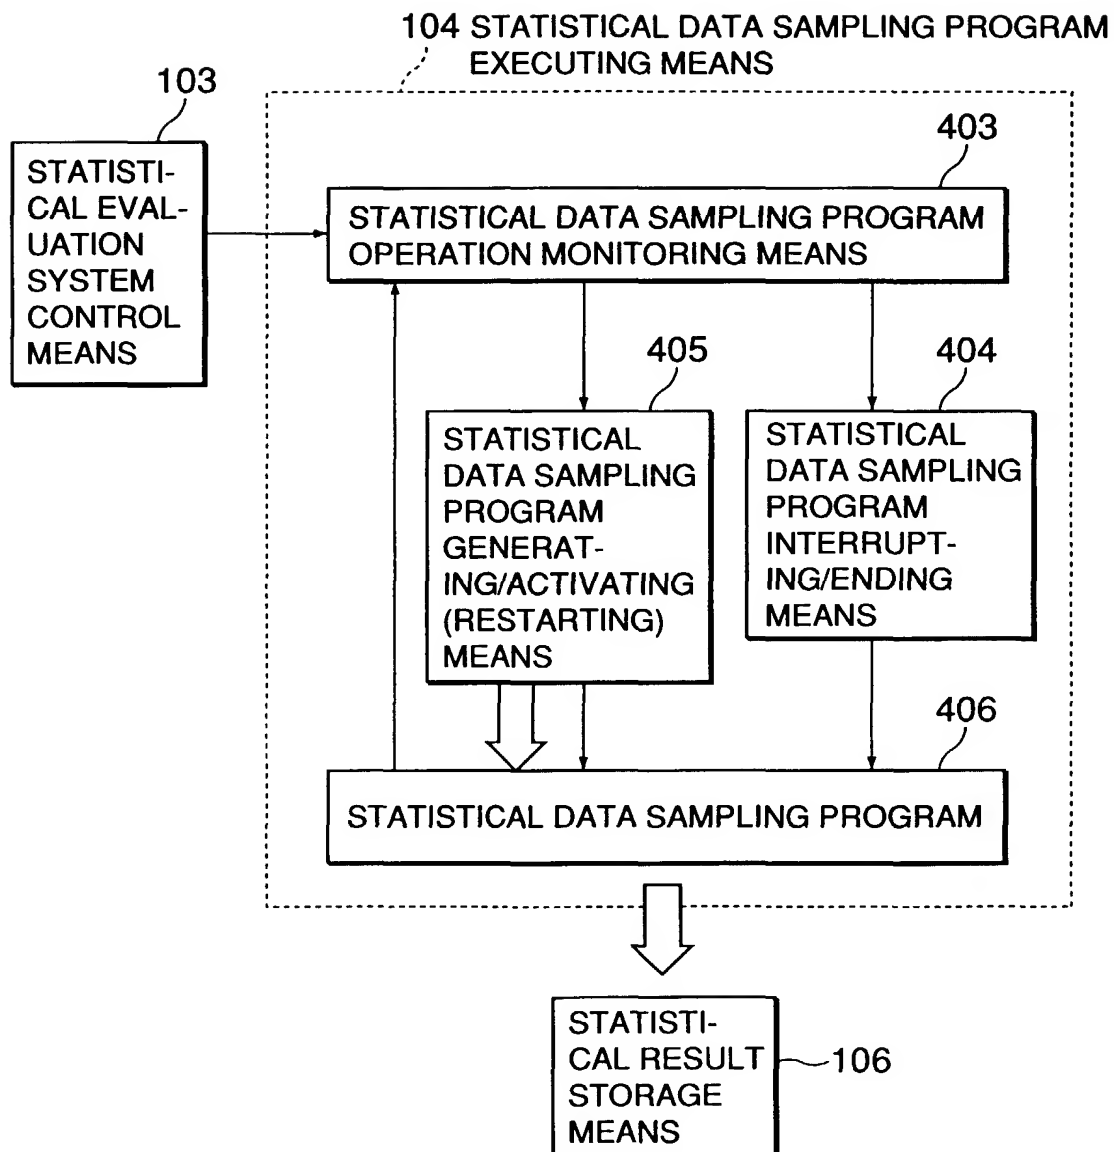 104 STATISTICAL DATA SAMPLING PROGRAM
EXECUTING MEANS
103
STATISTI-
CAL EVAL-
UATION
SYSTEM
CONTROL
MEANS
403
STATISTICAL DATA SAMPLING PROGRAM
OPERATION MONITORING MEANS
405
STATISTICAL
DATA SAMPLING
PROGRAM
GENERAT-
ING/ACTIVATING
(RESTARTING)
MEANS
404
STATISTICAL
DATA SAMPLING
PROGRAM
INTERRUPT-
ING/ENDING
MEANS
406
STATISTICAL DATA SAMPLING PROGRAM
STATISTI-
CAL RESULT
STORAGE
MEANS
106